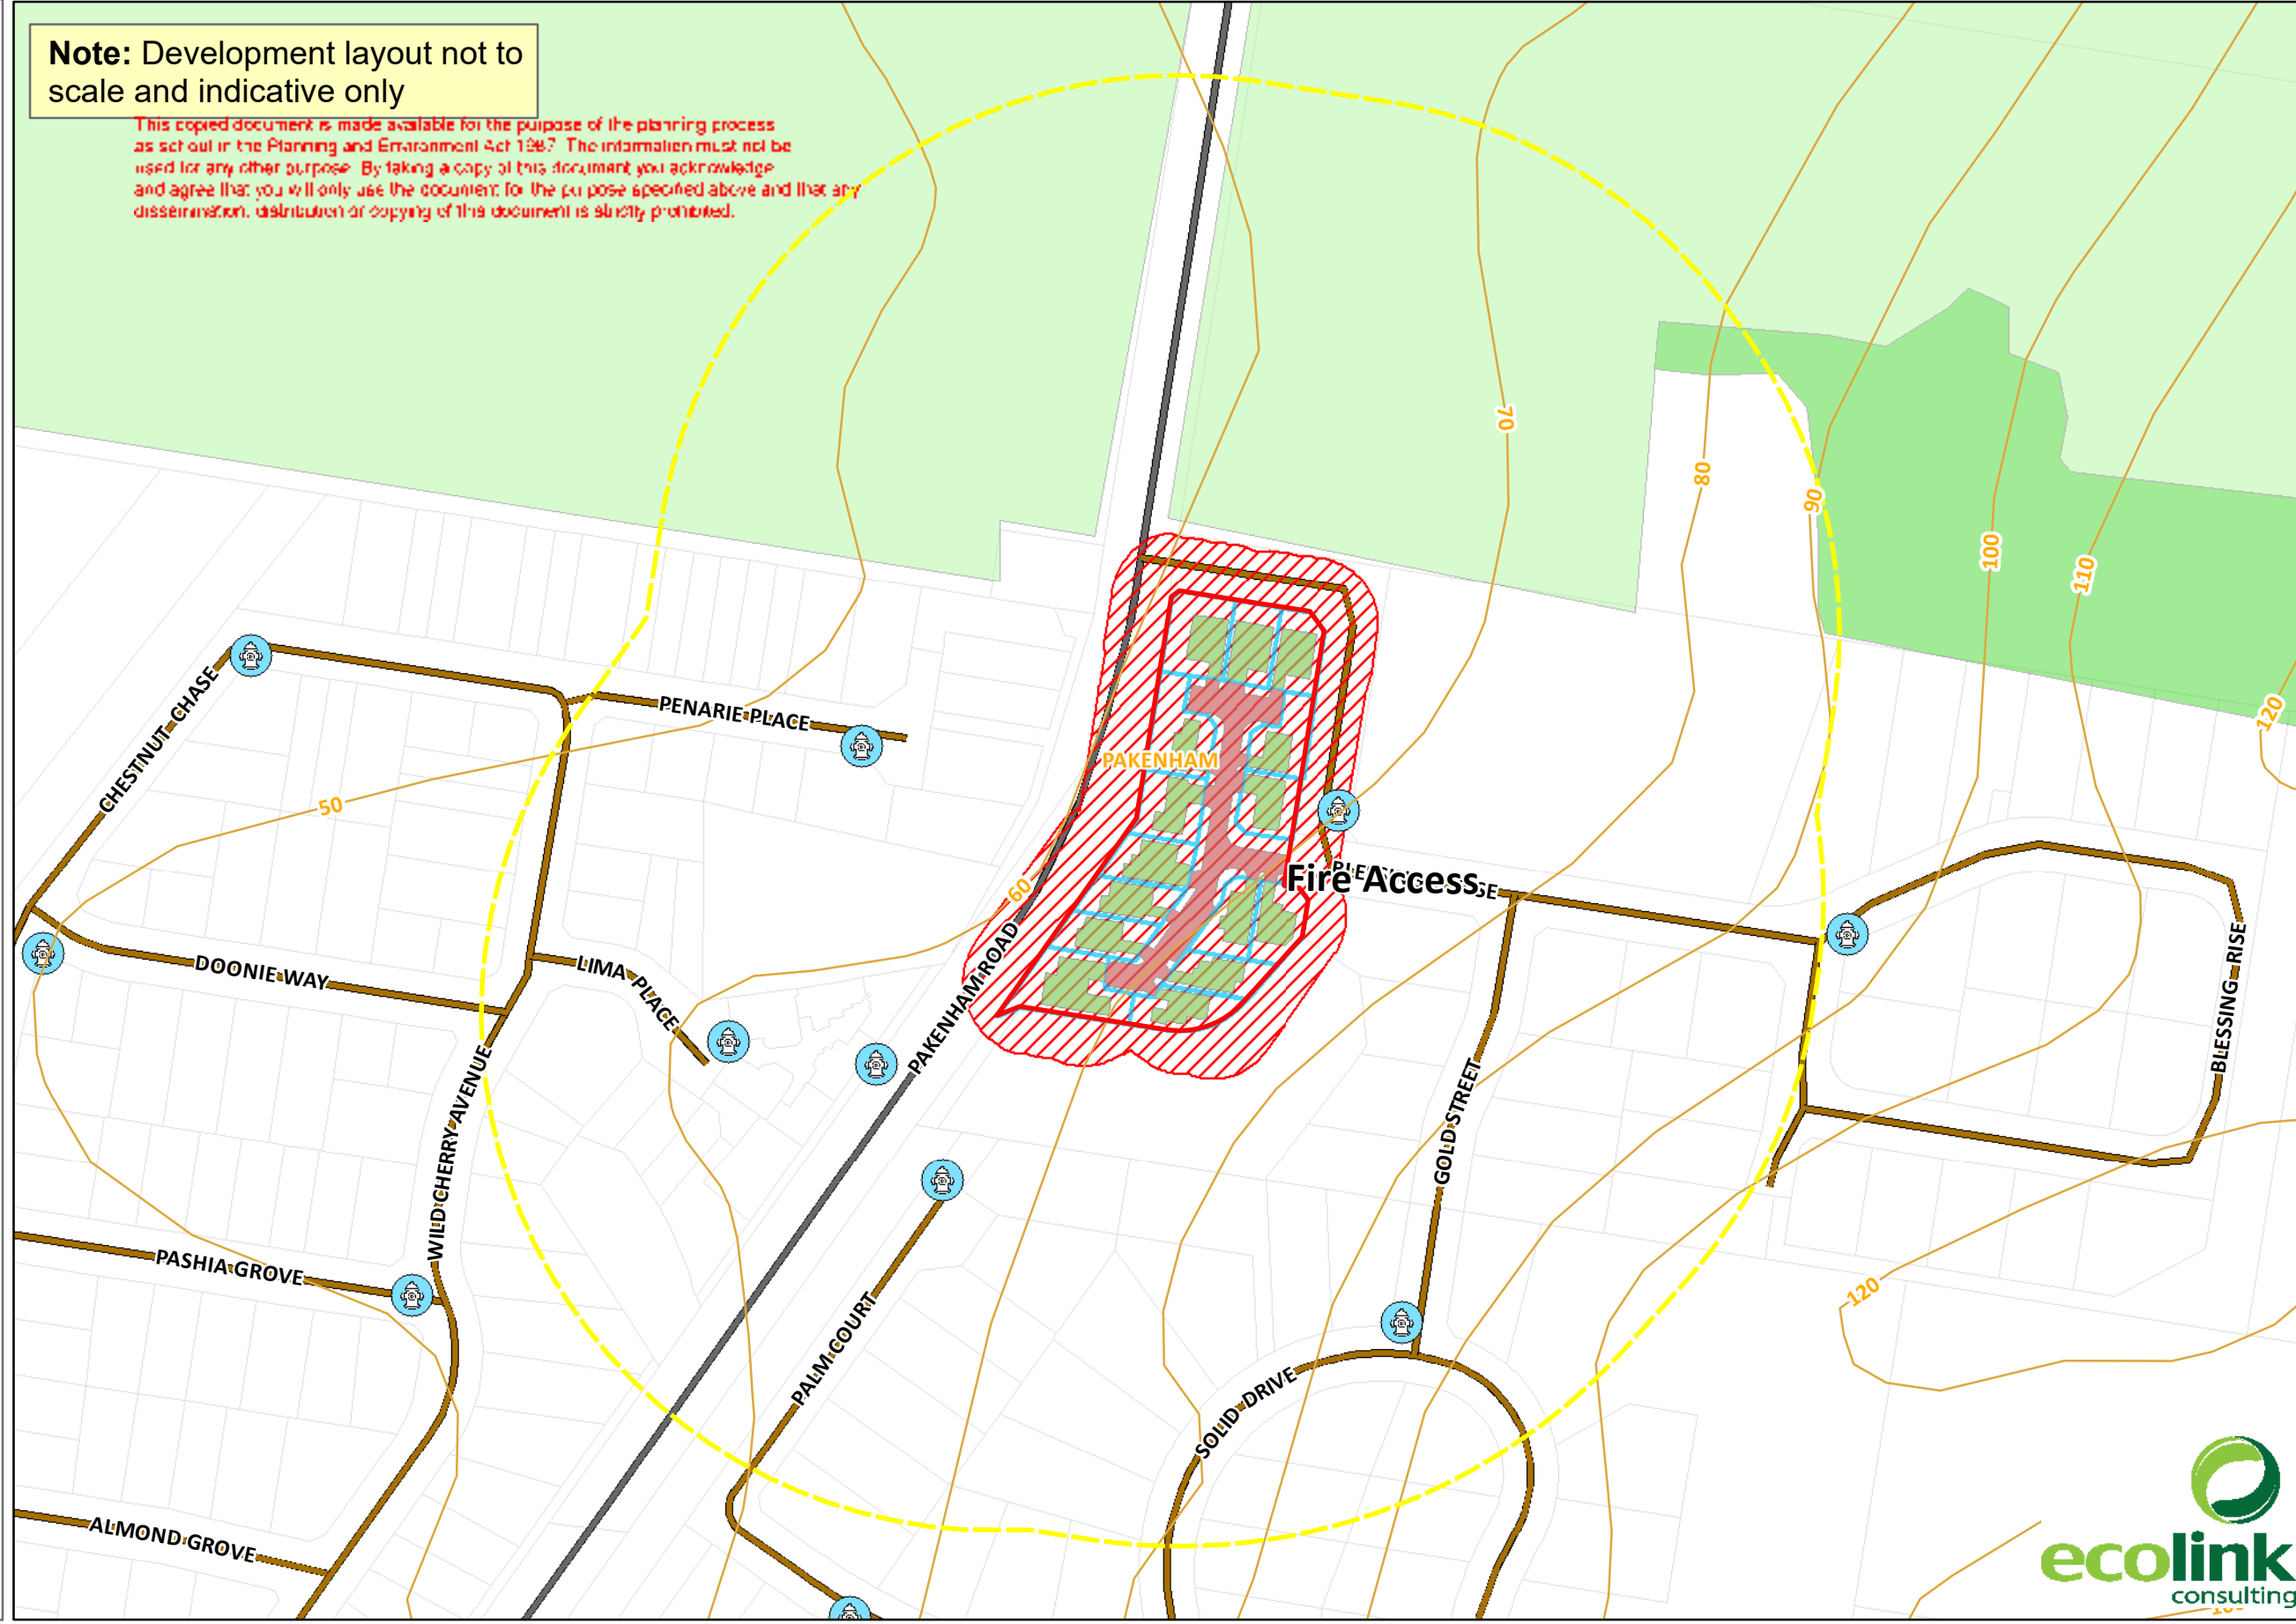 Note: Development layout not to
scale and indicative only
This copied document is made available for the purpose of the planning process
as set out in the Planning and Environment Act 1987. The information must not be
used for any other purpose. By taking a copy of this document you acknowledge
and agree that you will only use the document for the purpose specified above and that any
dissemination, distribution or copying of this document is strictly prohibited.
70
80
90
100
110
120
CHESTNUT CHASE
PENARIE PLACE
PAKENHAM
50
60
Fire Access
DOONIE WAY
LIMA PLACE
PAKENHAM ROAD
BLESSING RISE
WILD CHERRY AVENUE
GOLD STREET
PASHIA GROVE
PALM COURT
SOLID DRIVE
120
ALMOND GROVE
ecolink
consulting